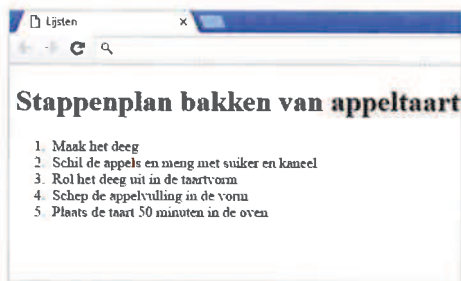 Lijsten
Stappenplan bakken van appeltaart
1. Maak het deeg
2. Schil de appels en meng met suiker en kaneel
3. Rol het deeg uit in de taartvorm
4. Schep de appelvulling in de vorm
5. Plaats de taart 50 minuten in de oven